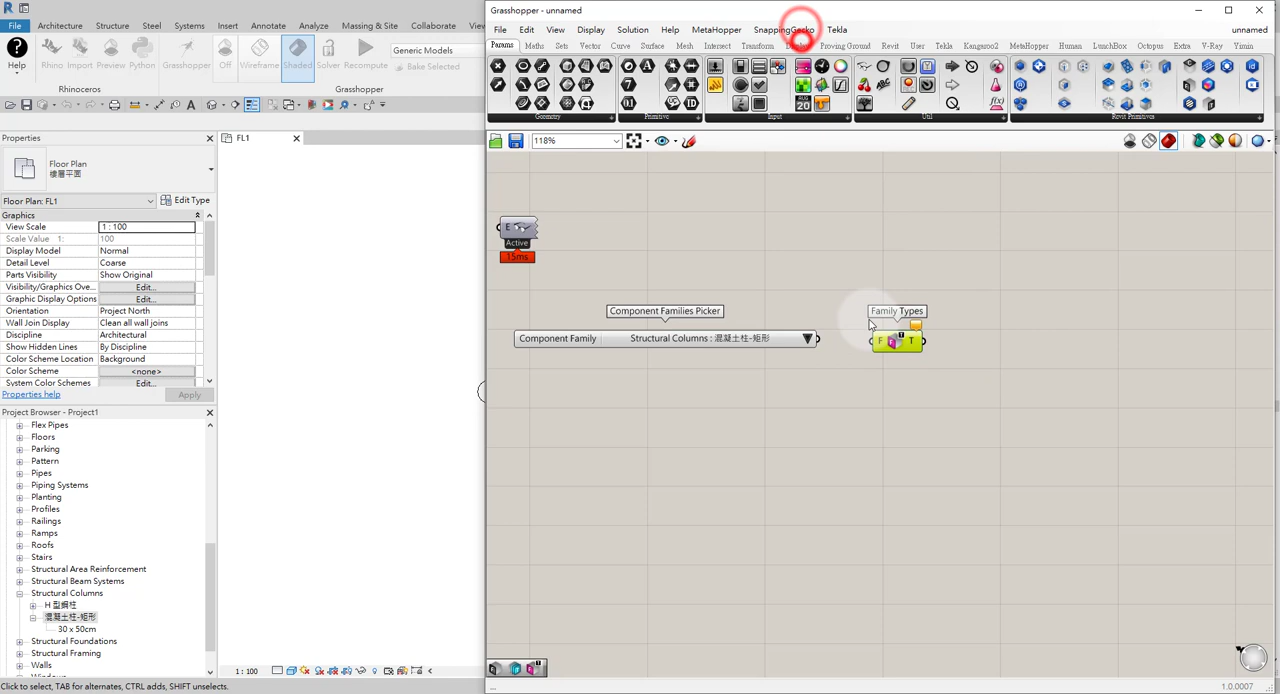 Grasshopper - unnamed
File Architecture Structure Steel Systems Insert Annotate Analyze Massing & Site Collaborate
File Edit View Display Solution Help MetaHopper SnappingGecko Tekla
unnamed
Params Maths Sets Vector Curve Surface Mesh Intersect Transform Display Proving Ground Revit User Tekla Kangaroo2 MetaHopper Human LunchBox Octopus Extra V-Ray Yimin
Help
Rhino Import Preview Python
Grasshopper
Off Wireframe Shaded Solver Recompute
Generic Models
Bake Selected
Rhinoceros
Grasshopper
Geometry
Primitive
Input
Util
Revit Primitives
118%
Properties
FL1
Floor Plan
樓層平面
Floor Plan: FL1
Edit Type
Graphics
View Scale 1 : 100
Scale Value 1: 100
Display Model Normal
Detail Level Coarse
Parts Visibility Show Original
Visibility/Graphics Ove... Edit...
Graphic Display Options Edit...
Orientation Project North
Wall Join Display Clean all wall joins
Discipline Architectural
Show Hidden Lines By Discipline
Color Scheme Location Background
Color Scheme <none>
System Color Schemes Edit...
Properties help
Apply
Project Browser - Project1
Flex Pipes
Floors
Parking
Pattern
Pipes
Piping Systems
Planting
Profiles
Railings
Ramps
Roofs
Stairs
Structural Area Reinforcement
Structural Beam Systems
Structural Columns
H 型鋼柱
混凝土柱-矩形
30 x 50cm
Structural Foundations
Structural Framing
Walls
E
Active
15ms
Component Families Picker
Component Family Structural Columns : 混凝土柱-矩形
Family Types
F T
1 : 100
Click to select, TAB for alternates, CTRL adds, SHIFT unselects.
...
1.0.0007